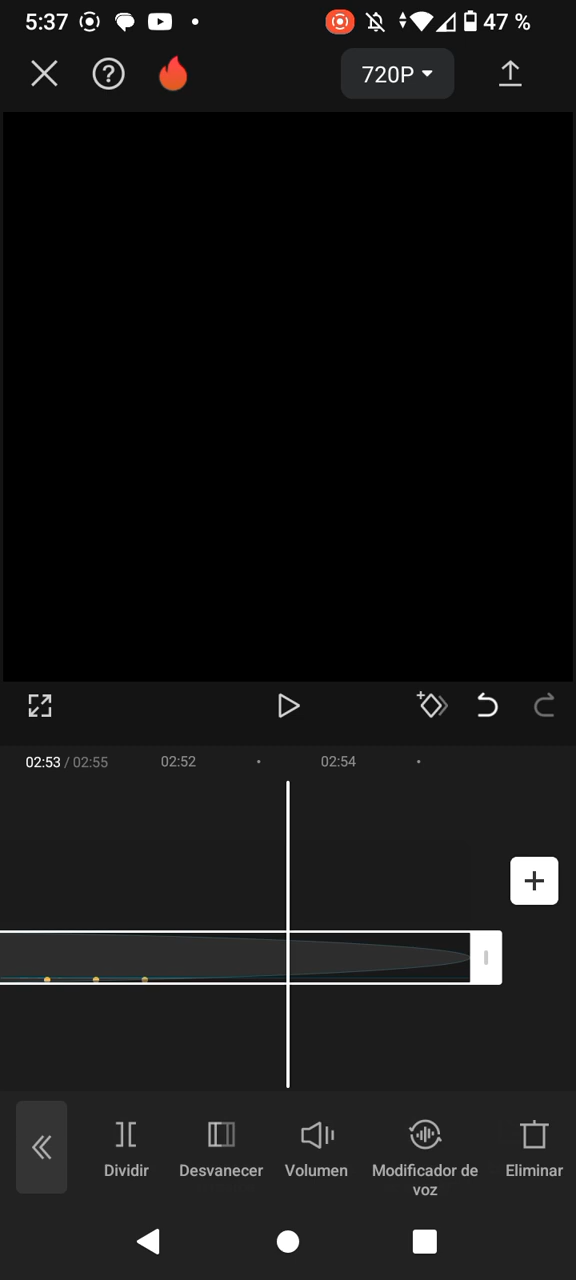 5:37
47 %
720P
02:53 / 02:55
02:52
02:54
Dividir
Desvanecer
Volumen
Modificador de
voz
Eliminar